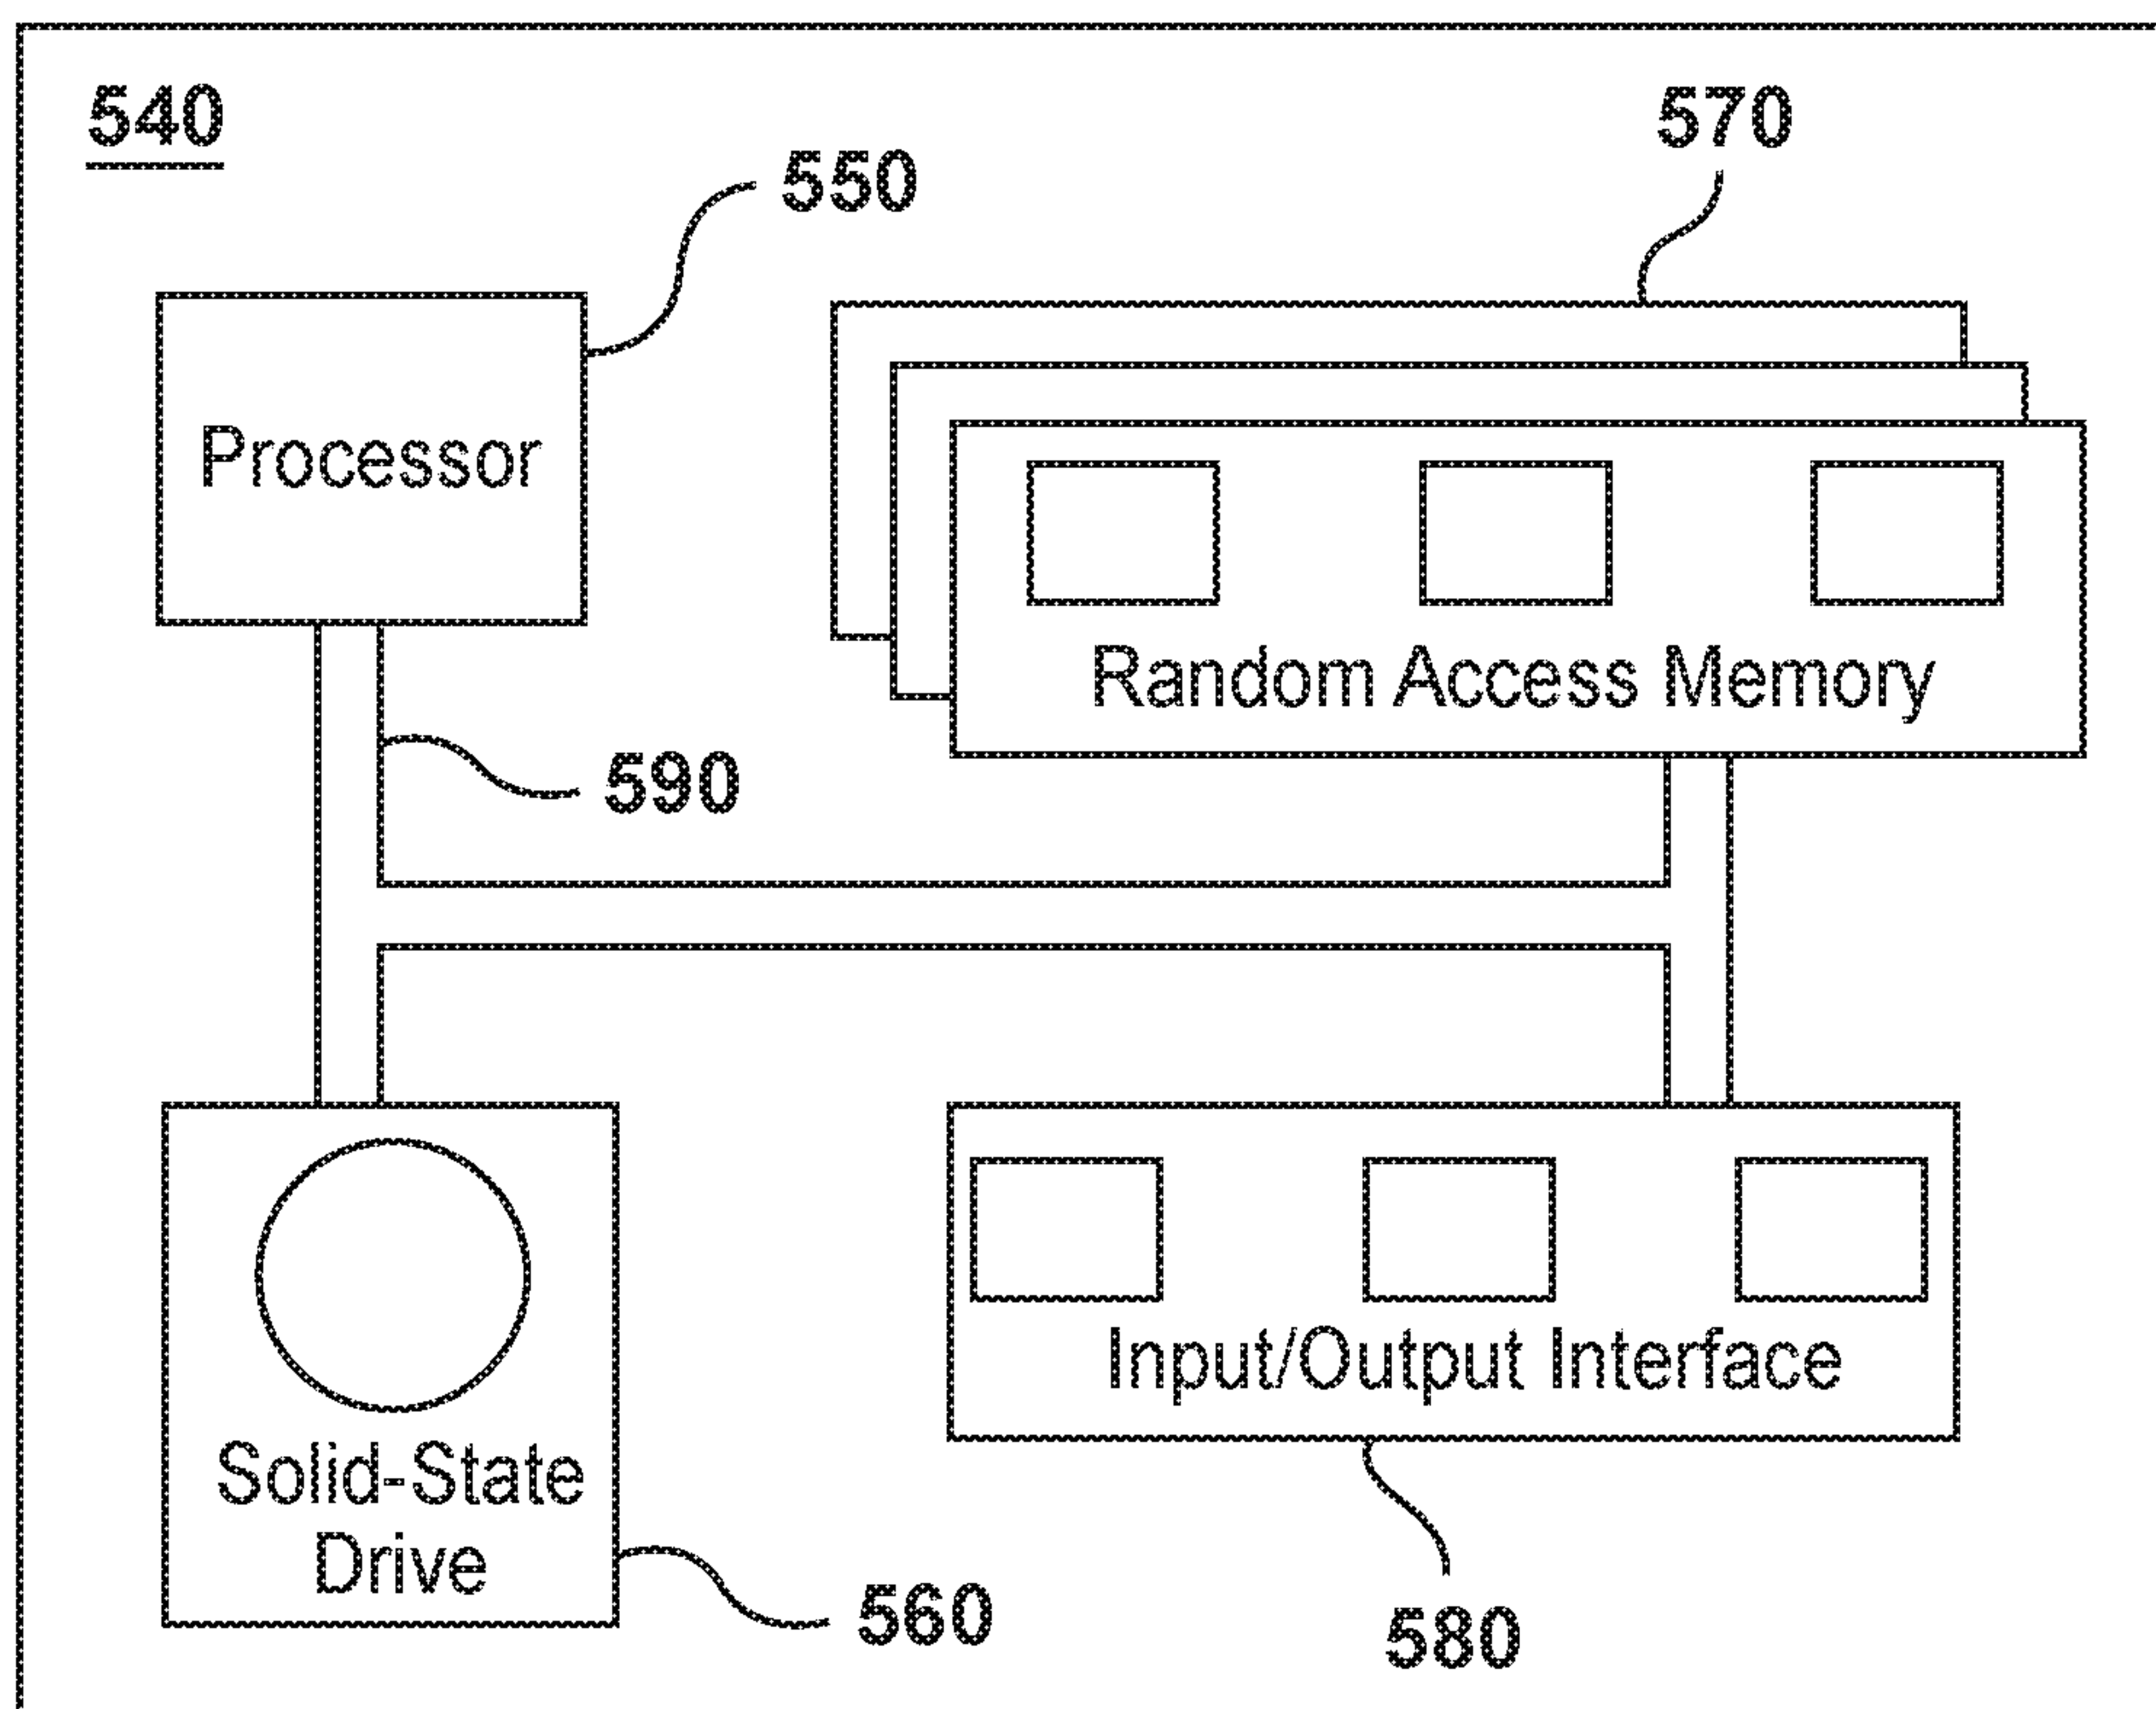 540
570
550
Processor
Random Access Memory
590
Input/Output Interface
Solid-State
Drive
560
580